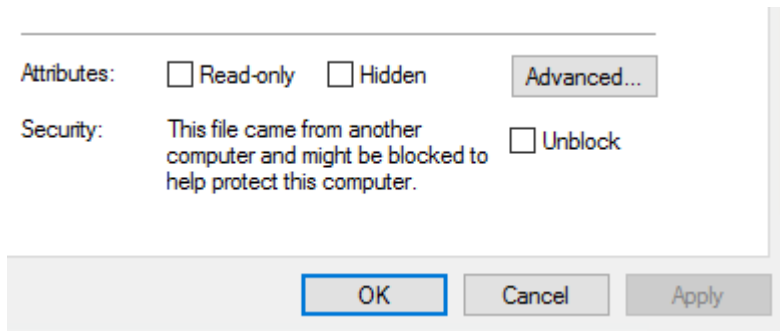 Attributes: Read-only Hidden Advanced...
Security: This file came from another
computer and might be blocked to Unblock
help protect this computer.
OK Cancel Apply